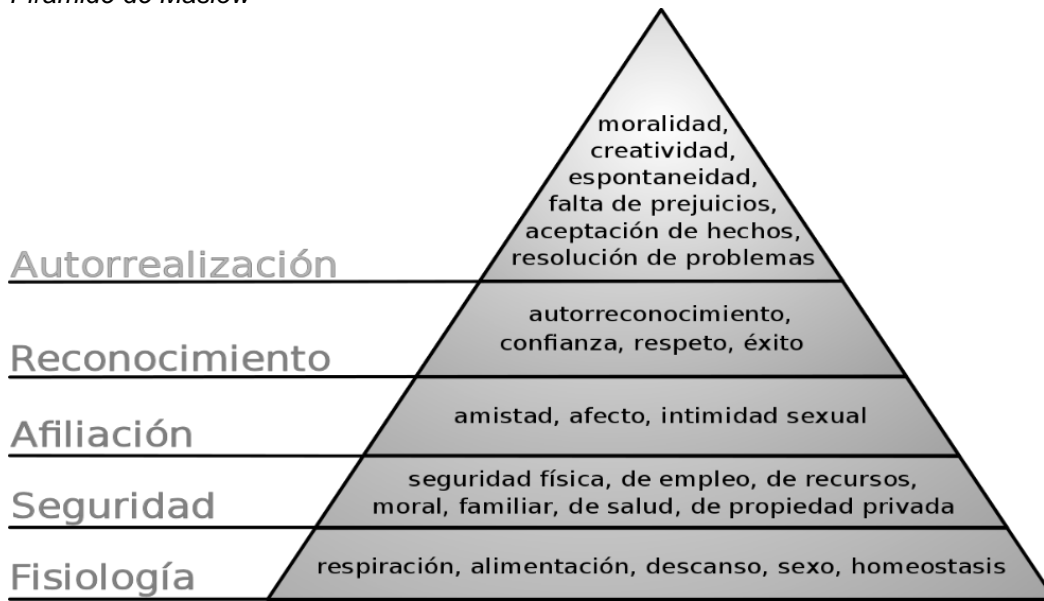 Pirámide de Maslow
moralidad,
creatividad,
espontaneidad,
falta de prejuicios,
aceptación de hechos,
resolución de problemas
Autorrealización
autorreconocimiento,
confianza, respeto, éxito
Reconocimiento
amistad, afecto, intimidad sexual
Afiliación
seguridad física, de empleo, de recursos,
moral, familiar, de salud, de propiedad privada
Seguridad
respiración, alimentación, descanso, sexo, homeostasis
Fisiología